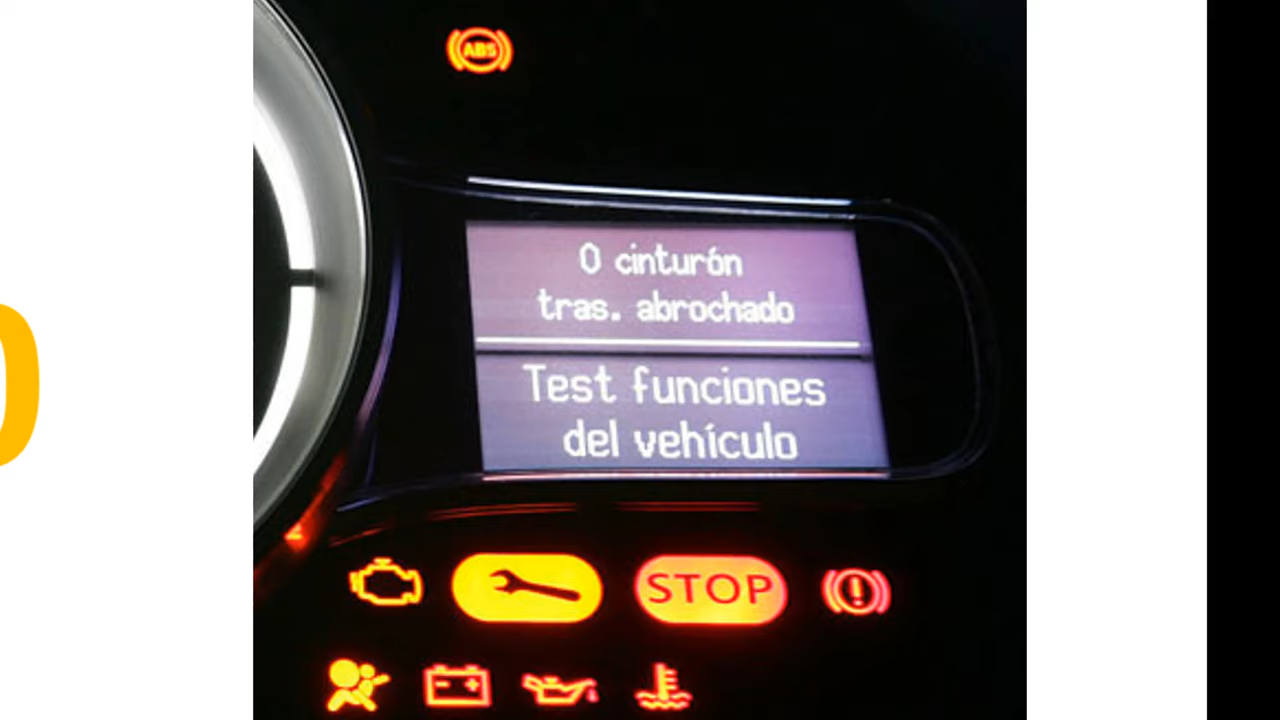 ABS
0 cinturón
tras. abrochado
Test funciones
del vehículo
STOP